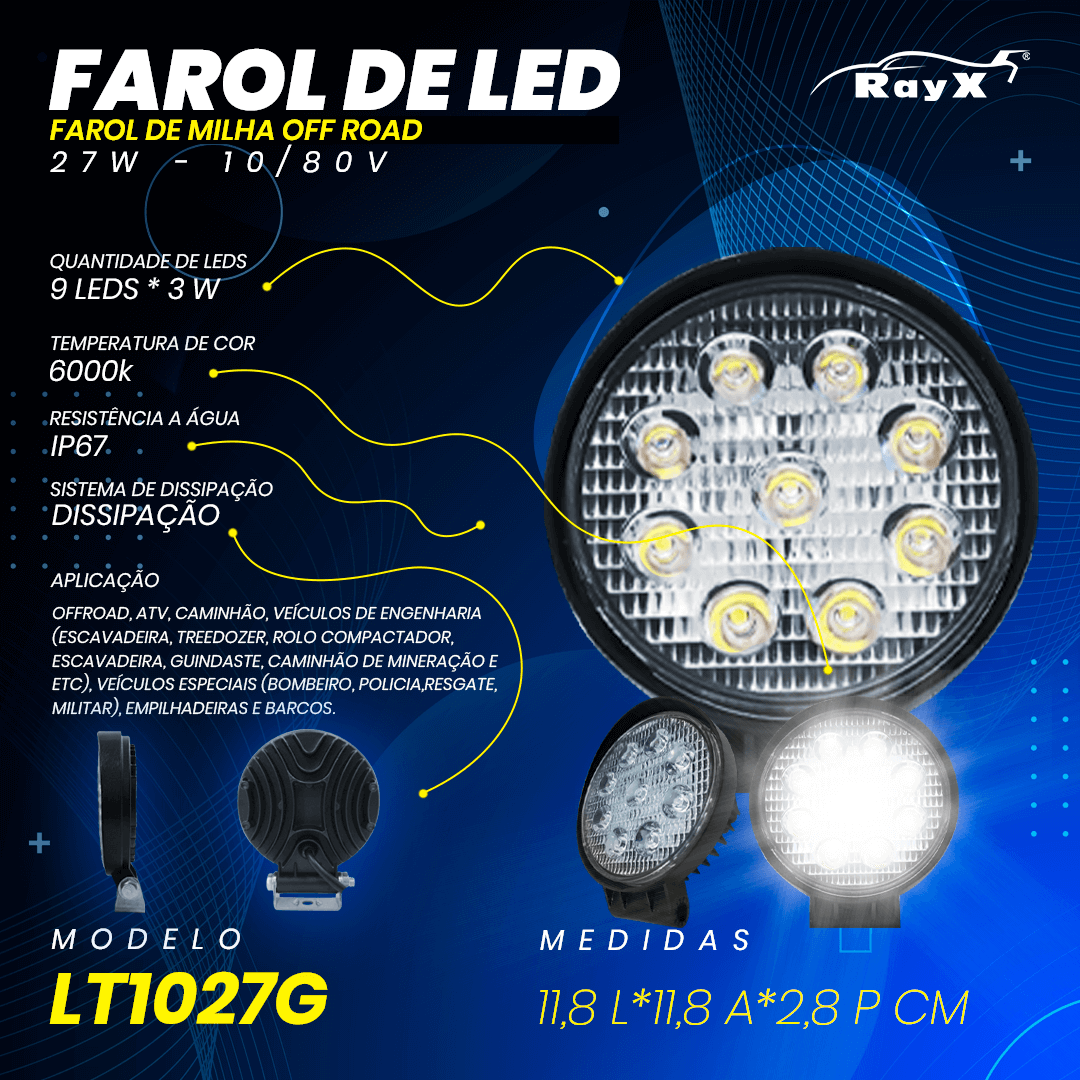 FAROL DE LED
FAROL DE MILHA OFF ROAD
27W - 10/80V
RayX®
QUANTIDADE DE LEDS
9 LEDS * 3 W
TEMPERATURA DE COR
6000k
RESISTÊNCIA A ÁGUA
IP67
SISTEMA DE DISSIPAÇÃO
DISSIPAÇÃO
APLICAÇÃO
OFFROAD, ATV, CAMINHÃO, VEÍCULOS DE ENGENHARIA
(ESCAVADEIRA, TREEDOZER, ROLO COMPACTADOR,
ESCAVADEIRA, GUINDASTE, CAMINHÃO DE MINERAÇÃO E
ETC), VEÍCULOS ESPECIAIS (BOMBEIRO, POLICIA,RESGATE,
MILITAR), EMPILHADEIRAS E BARCOS.
MODELO
LT1027G
MEDIDAS
11,8 L*11,8 A*2,8 P CM